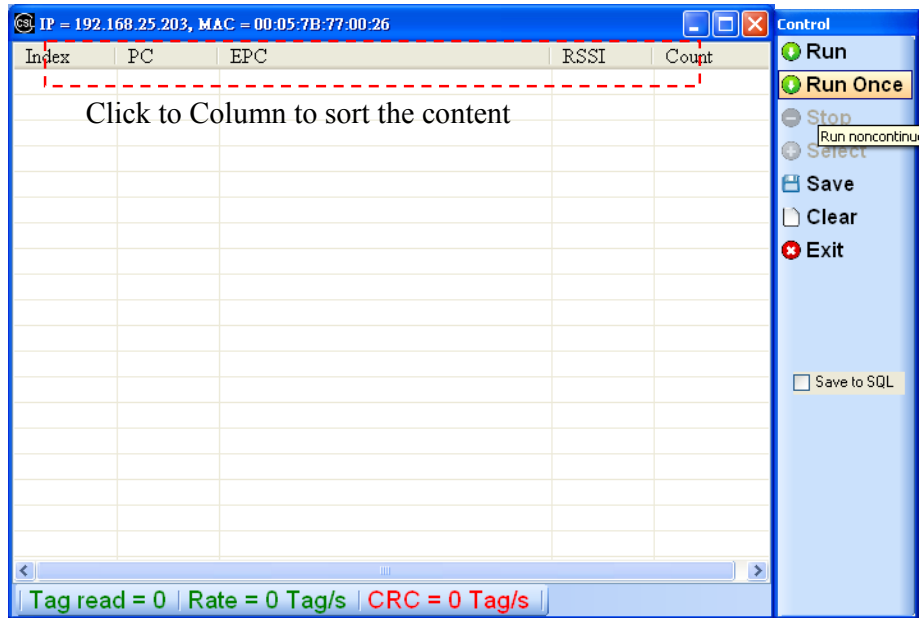 CSL IP = 192.168.25.203, MAC = 00:05:7B:77:00:26
Index PC EPC RSSI Count
Click to Column to sort the content
Tag read = 0 Rate = 0 Tag/s CRC = 0 Tag/s
Control
Run
Run Once
Stop
Run noncontinu
Select
Save
Clear
Exit
Save to SQL